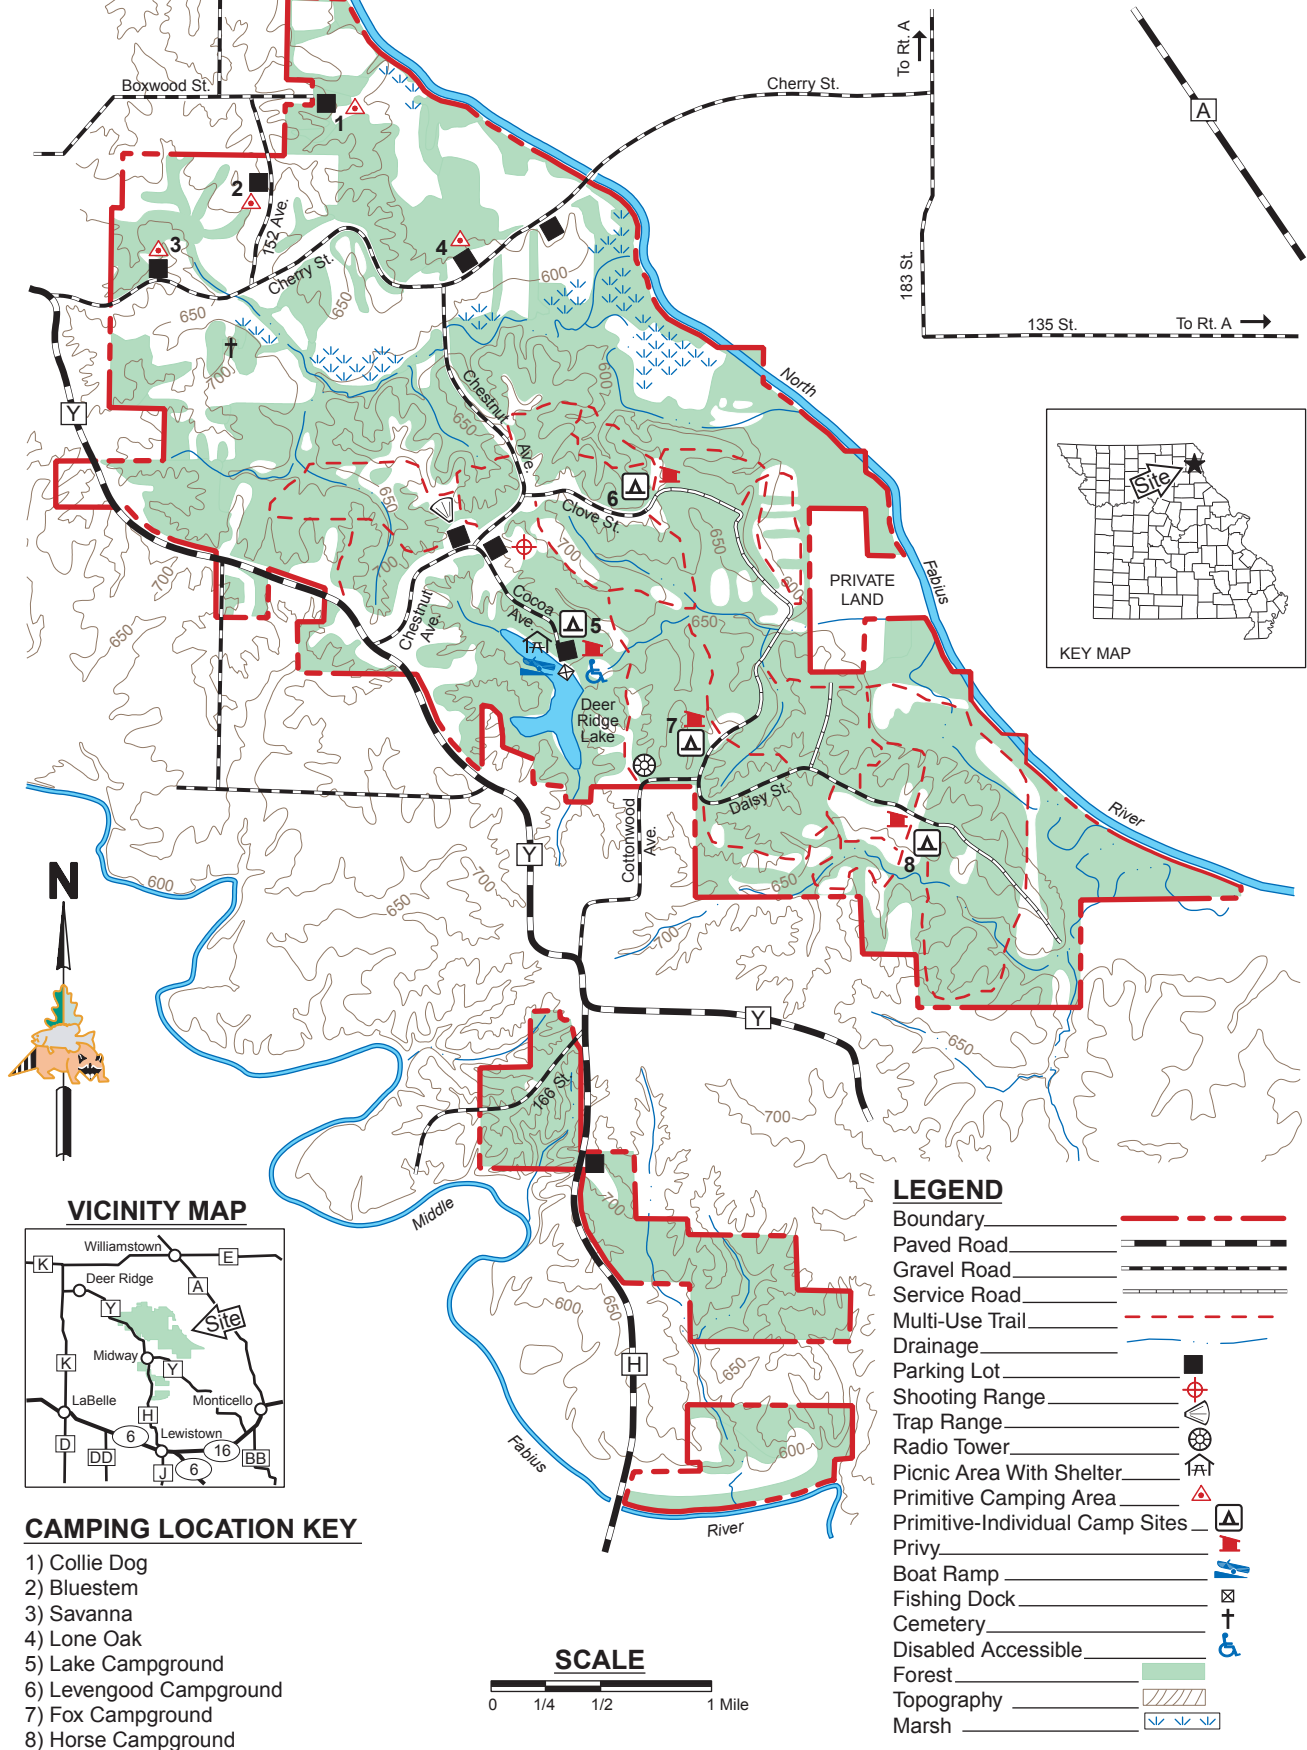 To Rt. A
A
Boxwood St.
Cherry St.
1
2
152 Ave.
3
4
Cherry St.
600
650
650
183 St.
135 St.
To Rt. A
700
600
North
Y
Chestnut
Ave.
650
KEY MAP
Site
650
6
Clove St.
700
650
600
PRIVATE
LAND
Fabius
700
700
650
Chestnut
Ave.
Cocoa
Ave.
5
650
Deer
Ridge
Lake
7
Daisy St.
Cottonwood
Ave.
River
Y
8
650
700
650
600
700
N
Y
650
166 St.
700
700
Middle
600
650
H
650
600
Fabius
River
VICINITY MAP
Williamstown
E
K
Deer Ridge
A
Y
Site
Midway
K
Y
LaBelle
Monticello
H
6
Lewistown
16
D
DD
J
6
BB
CAMPING LOCATION KEY
1) Collie Dog
2) Bluestem
3) Savanna
4) Lone Oak
5) Lake Campground
6) Levengood Campground
7) Fox Campground
8) Horse Campground
SCALE
0 1/4 1/2 1 Mile
LEGEND
Boundary
Paved Road
Gravel Road
Service Road
Multi-Use Trail
Drainage
Parking Lot
Shooting Range
Trap Range
Radio Tower
Picnic Area With Shelter
Primitive Camping Area
Primitive-Individual Camp Sites
Privy
Boat Ramp
Fishing Dock
Cemetery
Disabled Accessible
Forest
Topography
Marsh